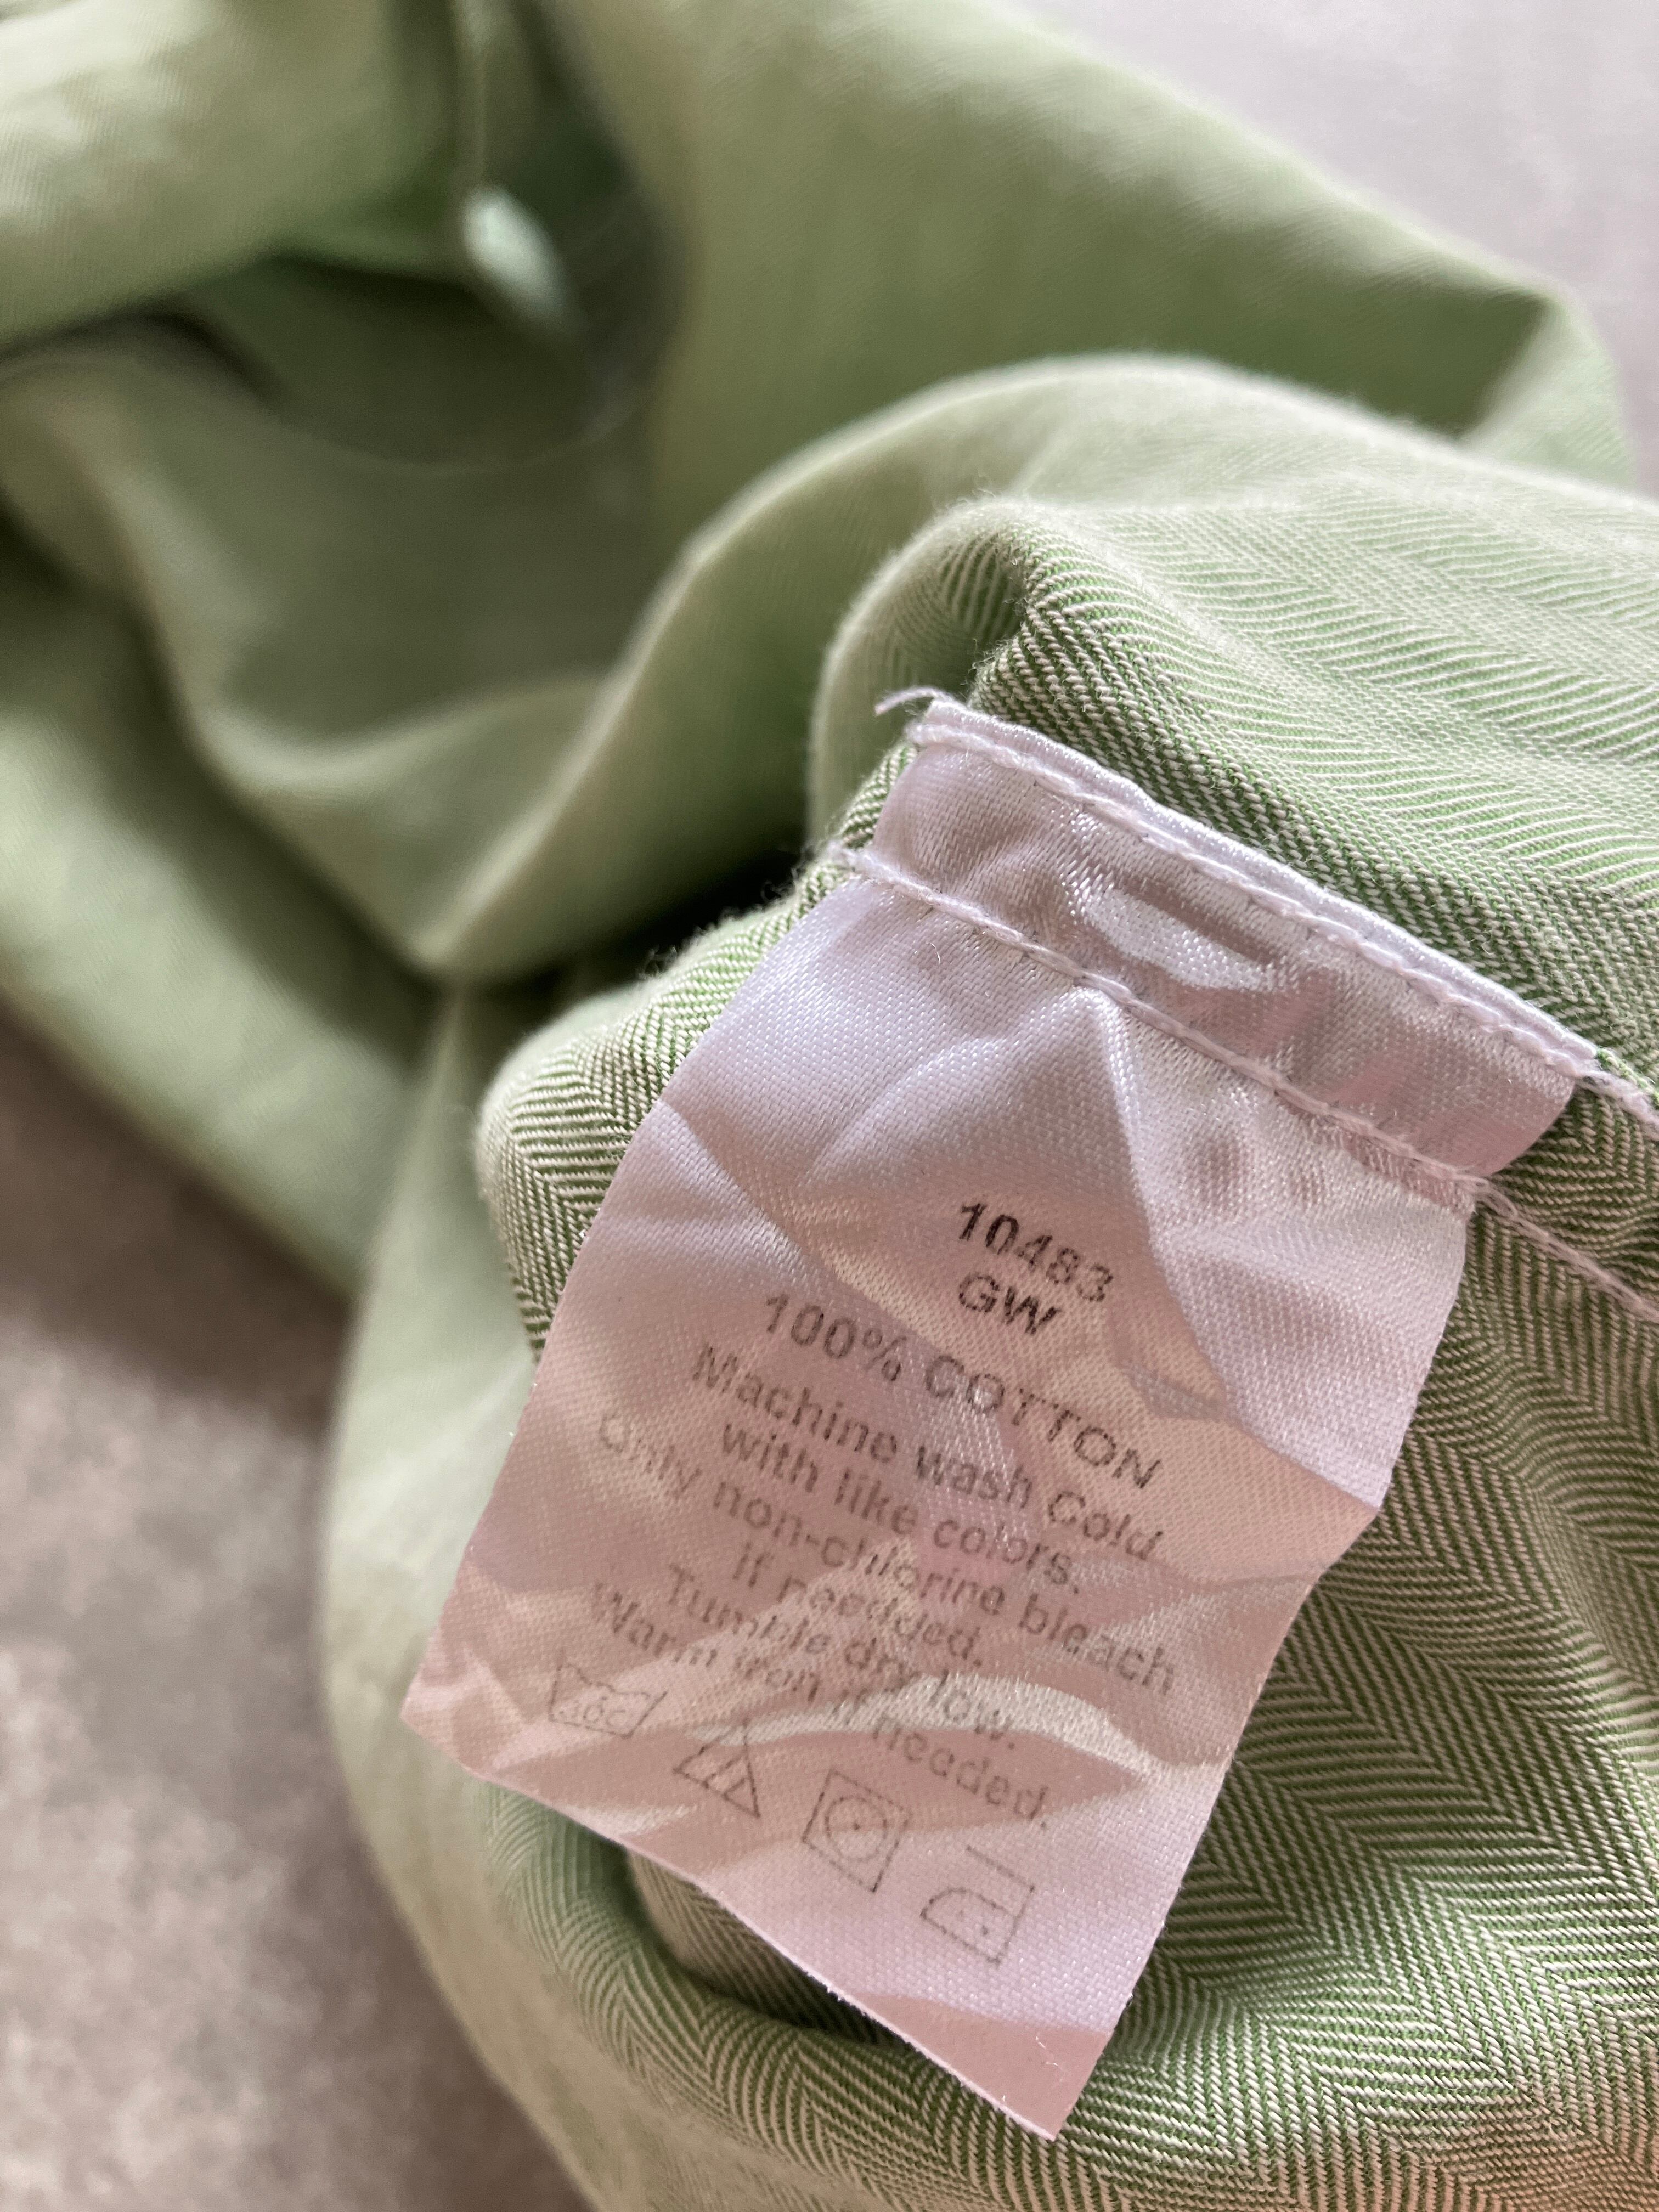 10483
GW
100% COTTON
Machine wash Cold
with like colors.
Only non-chlorine bleach
if needed.
Tumble dry low.
Warm iron if needed.